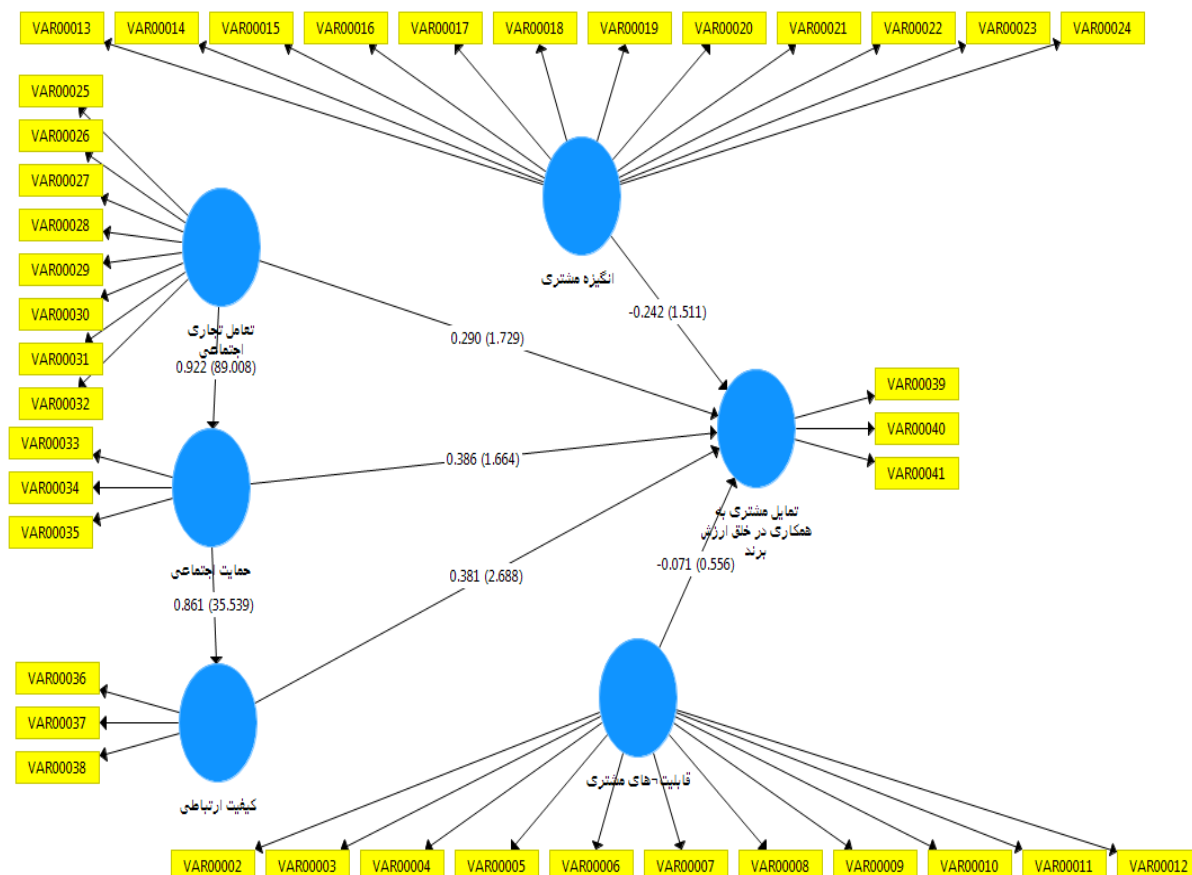 VAR00013 VAR00014 VAR00015 VAR00016 VAR00017 VAR00018 VAR00019 VAR00020 VAR00021 VAR00022 VAR00023 VAR00024
VAR00025
VAR00026
VAR00027
VAR00028
VAR00029
VAR00030
VAR00031
VAR00032
انگیزه مشتری
-0.242 (1.511)
تعامل تجاری
اجتماعی
0.922 (89.008)
0.290 (1.729)
VAR00039
VAR00040
VAR00041
VAR00033
VAR00034
VAR00035
0.386 (1.664)
تمایل مشتری به
همکاری در خلق ارزش
برند
حمایت اجتماعی
-0.071 (0.556)
0.381 (2.688)
0.861 (35.539)
VAR00036
VAR00037
VAR00038
قابلیت¬های مشتری
کیفیت ارتباطی
VAR00002 VAR00003 VAR00004 VAR00005 VAR00006 VAR00007 VAR00008 VAR00009 VAR00010 VAR00011 VAR00012